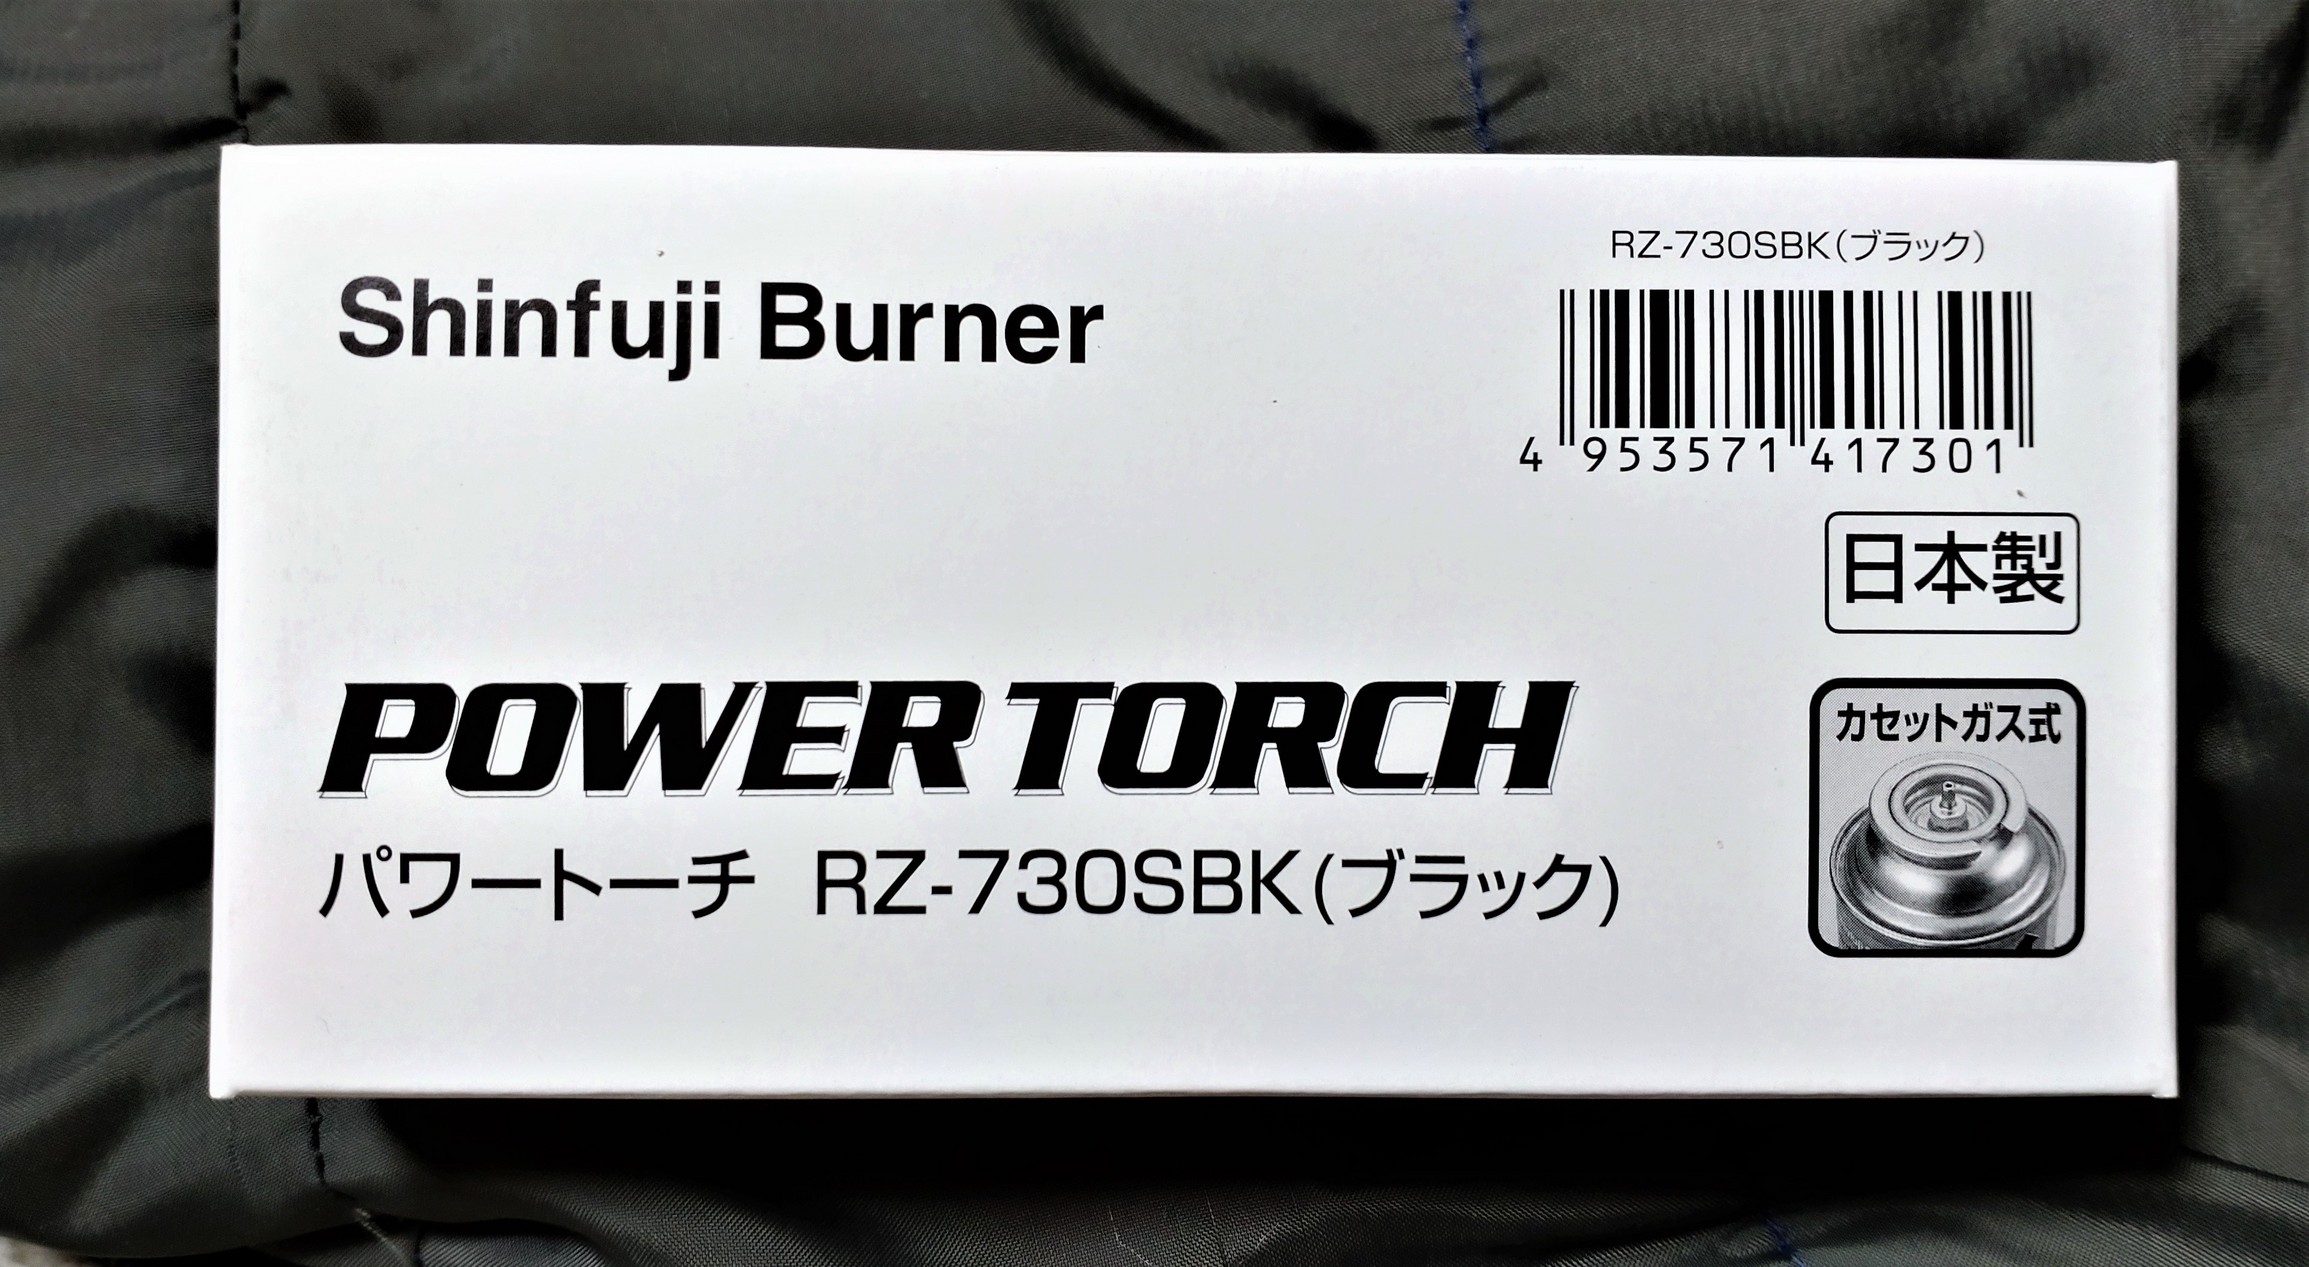 Shinfuji Burner
RZ-730SBK(ブラック)
4 953571 417301
日本製
POWER TORCH
パワートーチ RZ-730SBK(ブラック)
カセットガス式